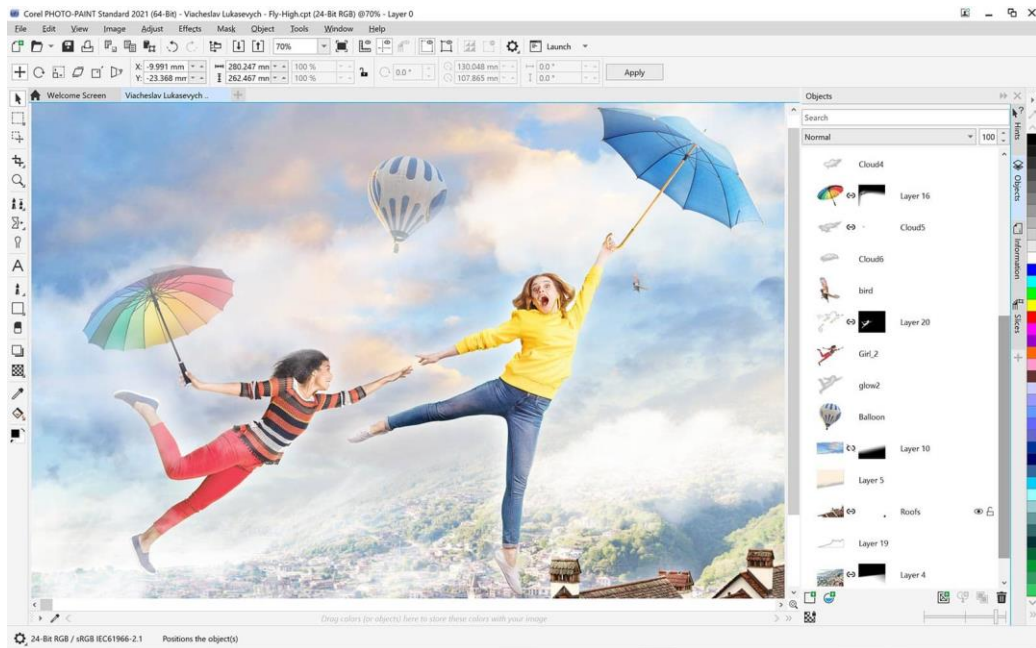 Corel PHOTO-PAINT Standard 2021 (64-Bit) - Viacheslav Lukasevych - Fly-High.cpt (24-Bit RGB) @70% - Layer 0
File Edit View Image Adjust Effects Mask Object Tools Window Help
70% Launch
X: -9.991 mm 280.247 mm 100 % 0.0 ° 130.048 mm 0.0 °
Y: -23.368 mm 262.467 mm 100 % 107.865 mm 0.0 ° Apply
Welcome Screen Viacheslav Lukasevych ..
Objects
Search
Normal 100
Cloud4
Layer 16
Cloud5
Cloud6
bird
Layer 20
Girl_2
glow2
Balloon
Layer 10
Layer 5
Roofs
Layer 19
Layer 4
Hints
Objects
Information
Slices
Drag colors (or objects) here to store these colors with your image
24-Bit RGB / sRGB IEC61966-2.1 Positions the object(s)